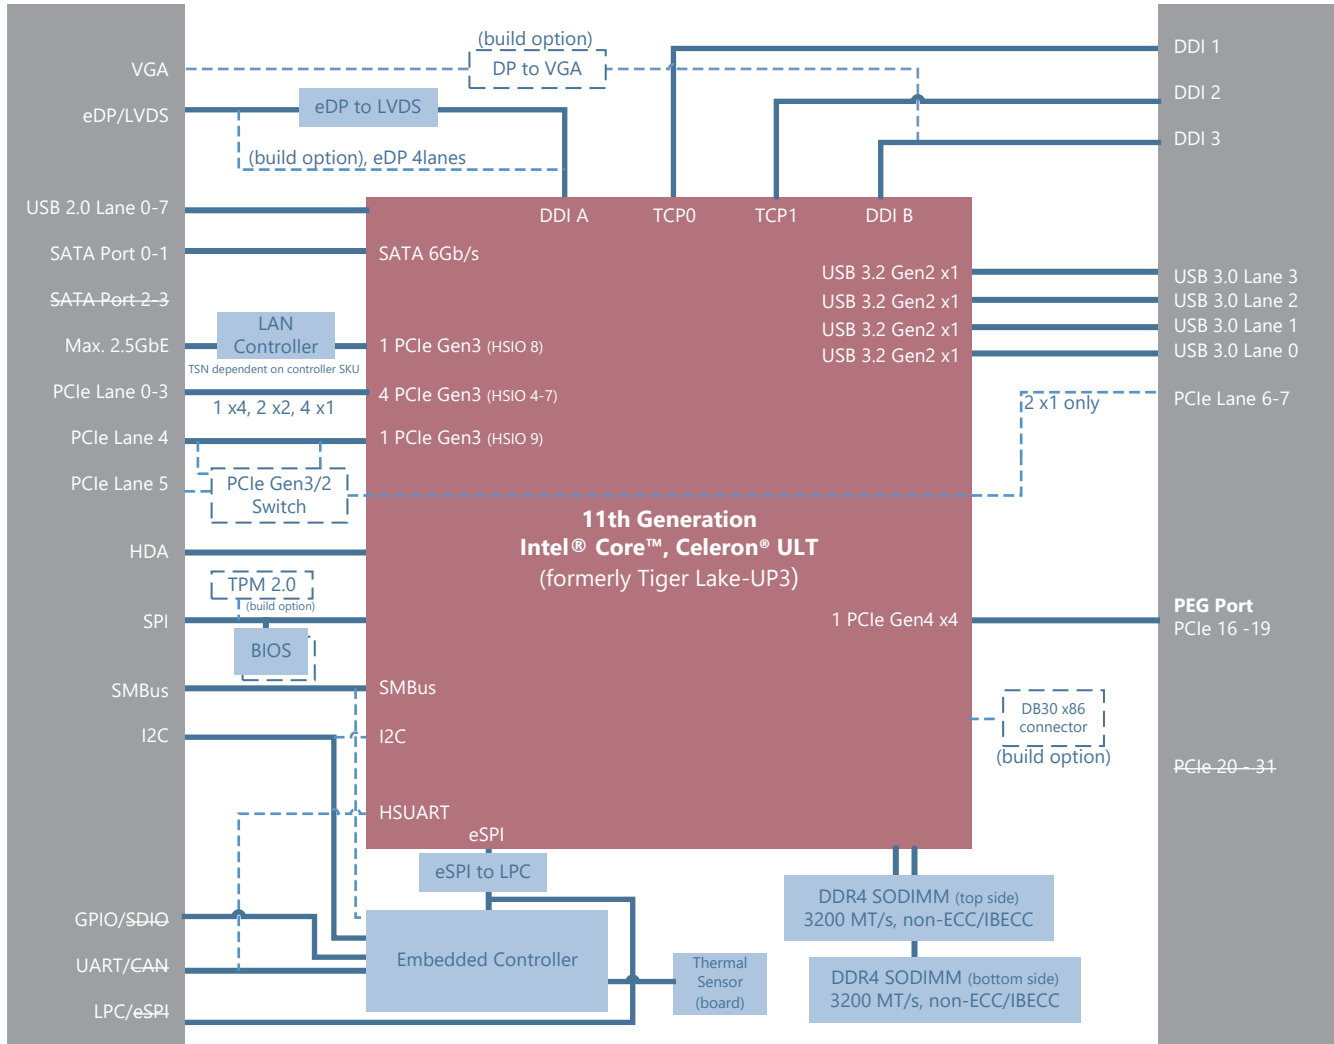 (build option)
DP to VGA
VGA
eDP to LVDS
eDP/LVDS
(build option), eDP 4lanes
DDI 1
DDI 2
DDI 3
USB 2.0 Lane 0-7
SATA Port 0-1
SATA Port 2-3
Max. 2.5GbE
LAN
Controller
TSN dependent on controller SKU
PCIe Lane 0-3
1 x4, 2 x2, 4 x1
PCIe Lane 4
PCIe Lane 5
PCIe Gen3/2
Switch
HDA
TPM 2.0
(build option)
SPI
BIOS
SMBus
I2C
GPIO/SDIO
UART/CAN
LPC/eSPI
DDI A
TCP0
TCP1
DDI B
SATA 6Gb/s
1 PCIe Gen3 (HSIO 8)
4 PCIe Gen3 (HSIO 4-7)
1 PCIe Gen3 (HSIO 9)
USB 3.2 Gen2 x1
USB 3.2 Gen2 x1
USB 3.2 Gen2 x1
USB 3.2 Gen2 x1
11th Generation
Intel® Core™, Celeron® ULT
(formerly Tiger Lake-UP3)
1 PCIe Gen4 x4
SMBus
I2C
HSUART
eSPI
eSPI to LPC
Embedded Controller
Thermal
Sensor
(board)
DDR4 SODIMM (top side)
3200 MT/s, non-ECC/IBECC
DDR4 SODIMM (bottom side)
3200 MT/s, non-ECC/IBECC
USB 3.0 Lane 3
USB 3.0 Lane 2
USB 3.0 Lane 1
USB 3.0 Lane 0
2 x1 only
PCIe Lane 6-7
PEG Port
PCIe 16 -19
DB30 x86
connector
(build option)
PCIe 20 - 31